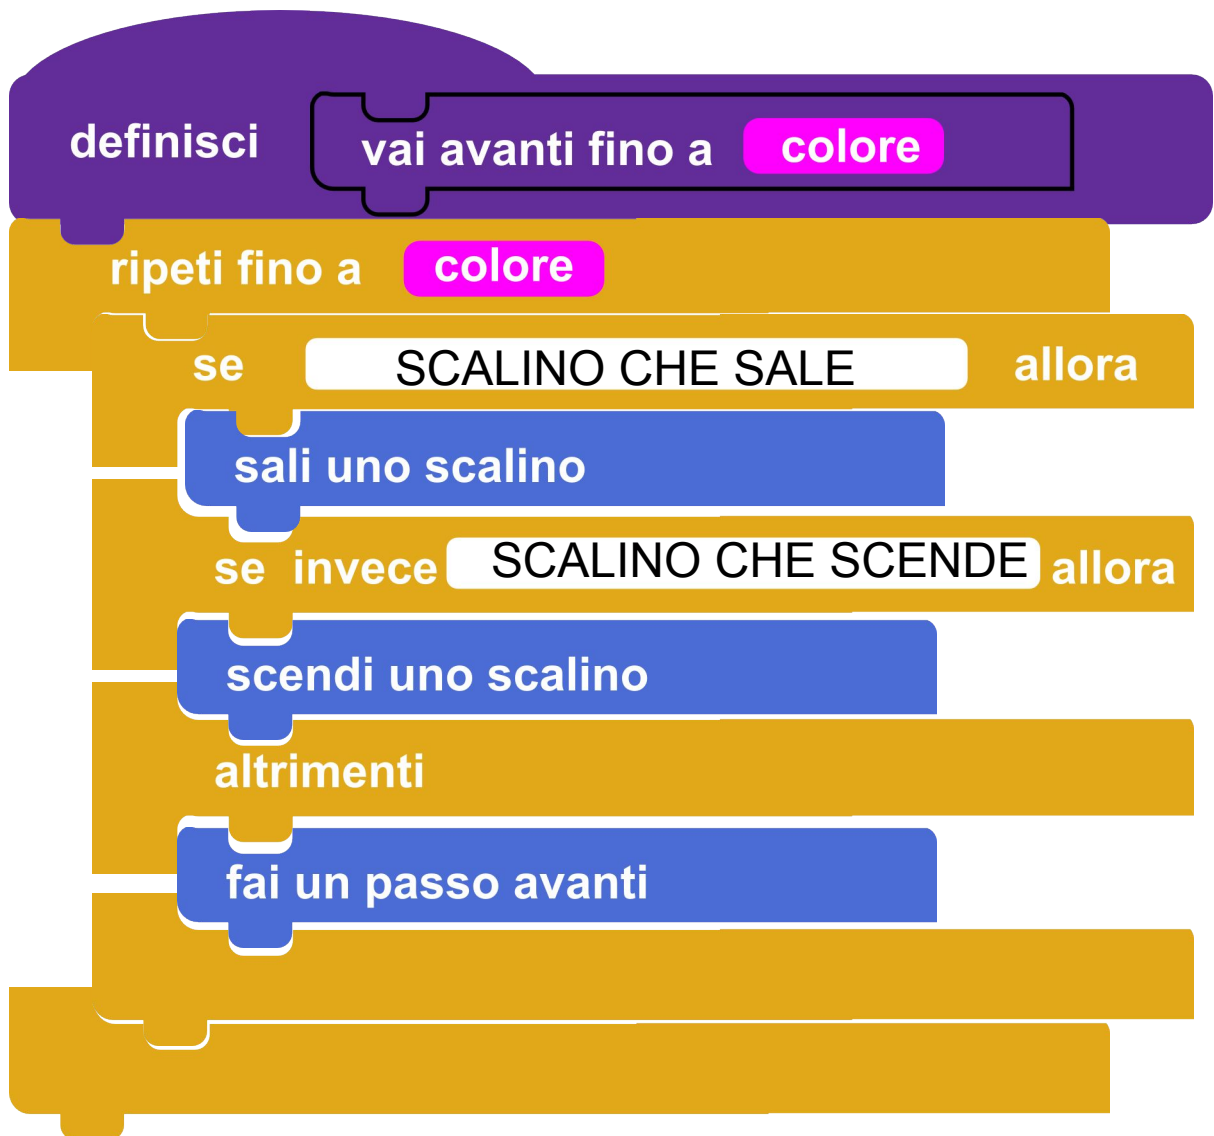 definisci vai avanti fino a colore
ripeti fino a colore
se SCALINO CHE SALE allora
sali uno scalino
se invece SCALINO CHE SCENDE allora
scendi uno scalino
altrimenti
fai un passo avanti